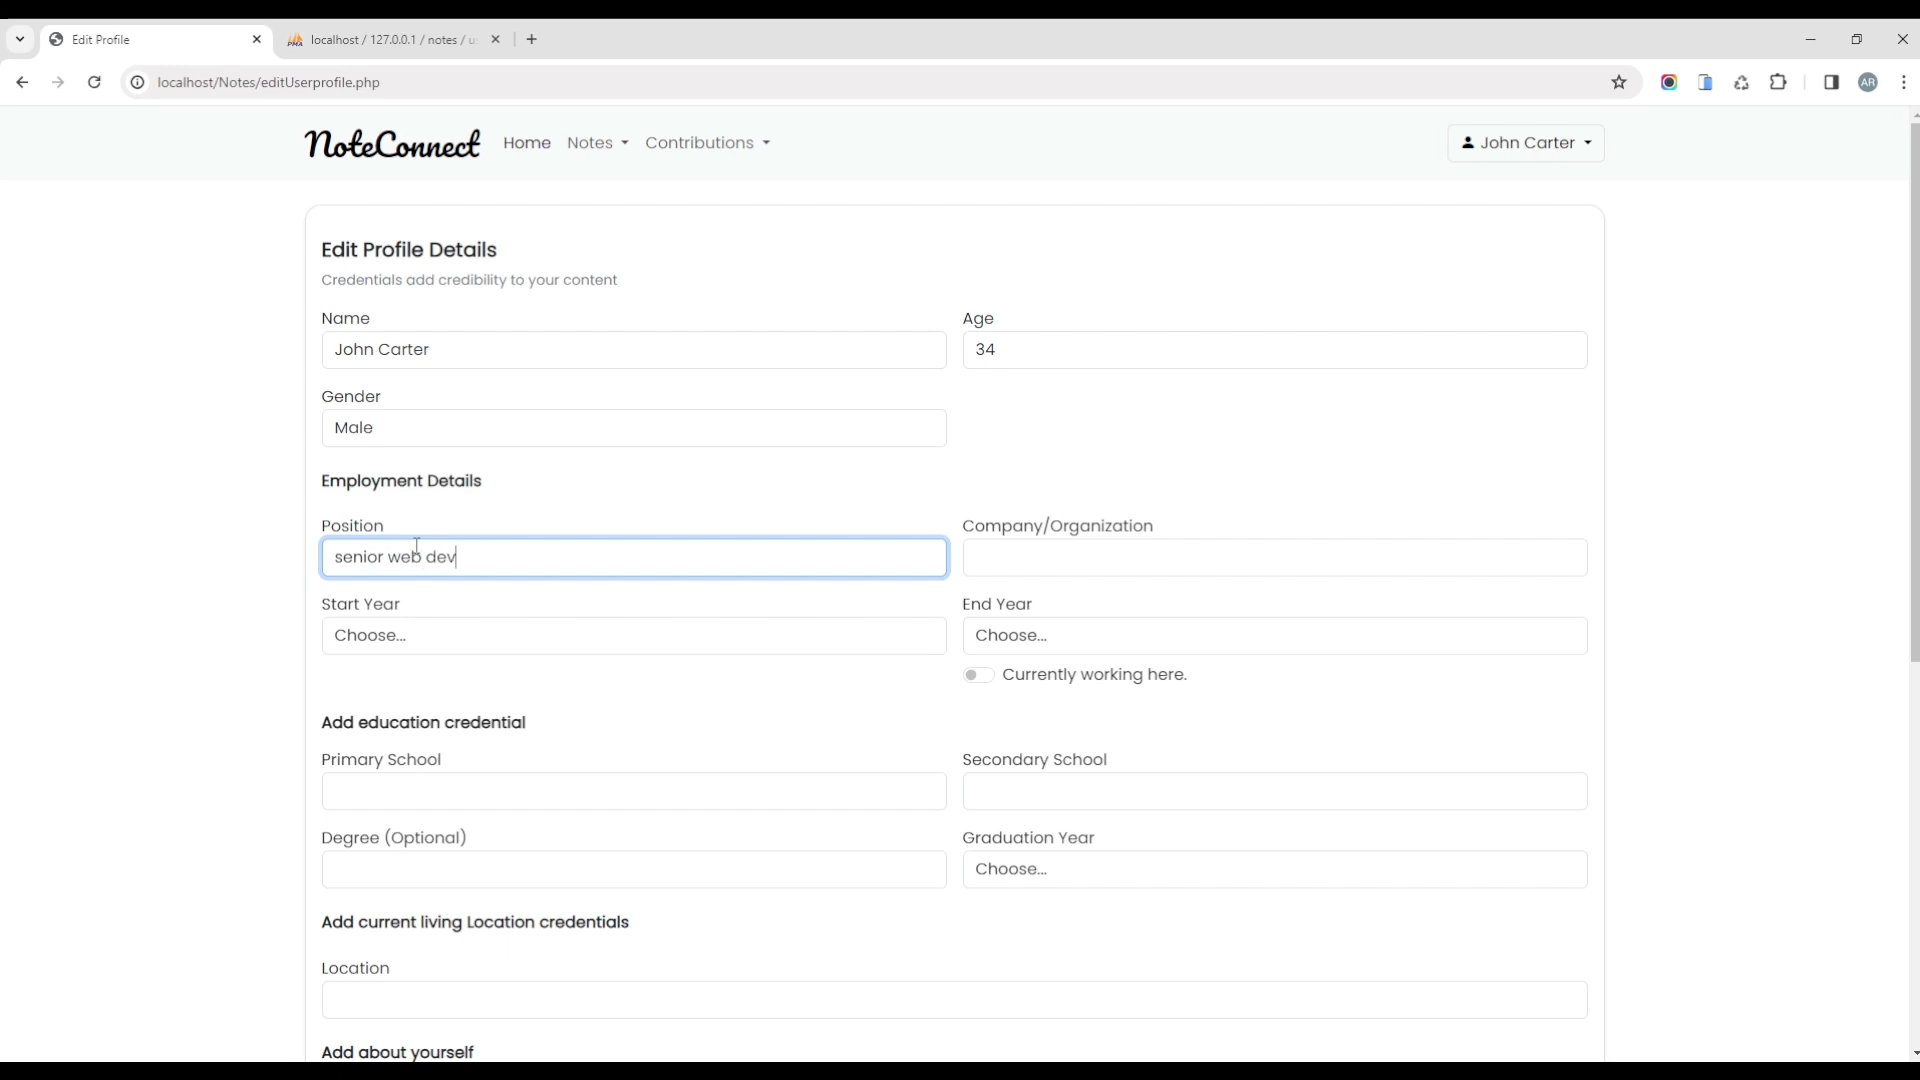 Edit Profile
localhost / 127.0.0.1 / notes / u
localhost/Notes/editUserprofile.php
AR
NoteConnect Home Notes Contributions John Carter
Edit Profile Details
Credentials add credibility to your content
Name Age
John Carter 34
Gender
Male
Employment Details
Position Company/Organization
senior web dev
Start Year End Year
Choose... Choose...
Currently working here.
Add education credential
Primary School Secondary School
Degree (Optional) Graduation Year
Choose...
Add current living Location credentials
Location
Add about yourself